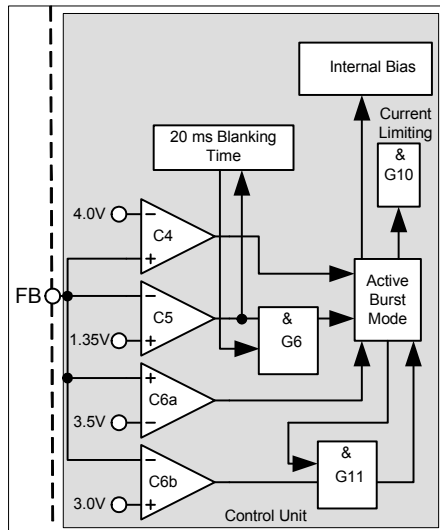 Internal Bias
Current
Limiting
20 ms Blanking
Time
&
G10
4.0V
−
C4
+
FB
−
C5
Active
Burst
Mode
&
G6
1.35V
+
+
C6a
3.5V
−
−
C6b
&
G11
3.0V
+
Control Unit